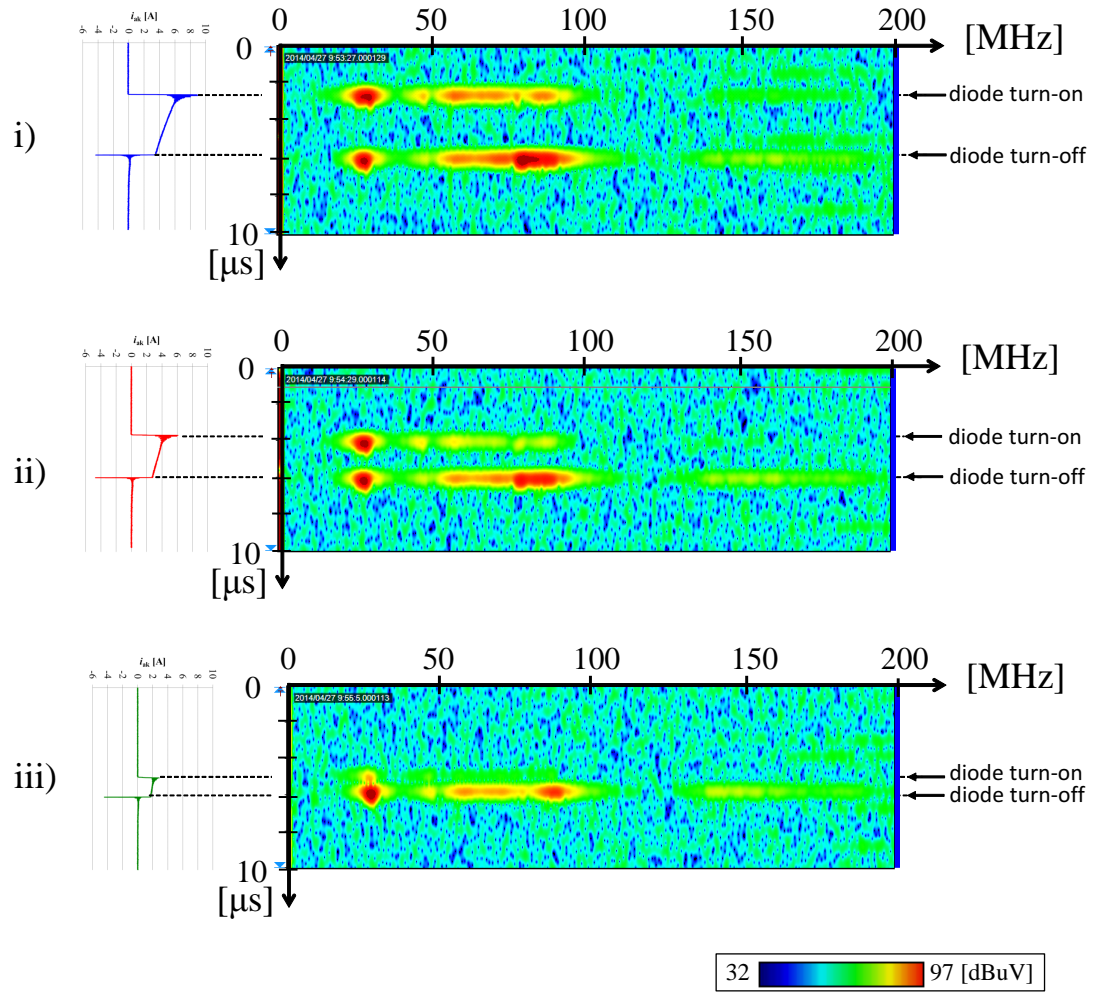 i_ak [A]
-6 -4 -2 0 2 4 6 8 10
0 50 100 150 200 [MHz]
0
2014/04/27 9:53:27.000129
diode turn-on
i)
diode turn-off
10
[μs]
0 50 100 150 200 [MHz]
i_ak [A]
-6 -4 -2 0 2 4 6 8 10
0
2014/04/27 9:54:29.000114
diode turn-on
ii)
diode turn-off
10
[μs]
0 50 100 150 200 [MHz]
i_ak [A]
-6 -4 -2 0 2 4 6 8 10
0
2014/04/27 9:55:5.000113
iii)
diode turn-on
diode turn-off
10
[μs]
32 97 [dBuV]